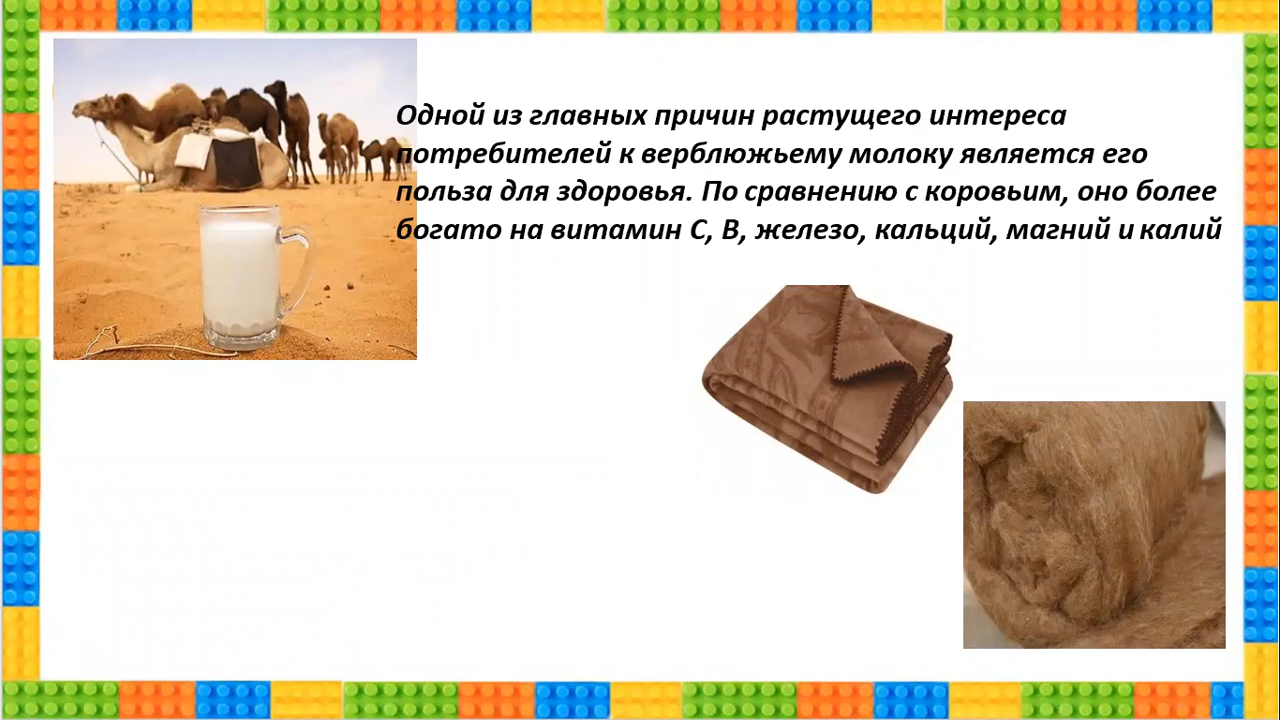 Одной из главных причин растущего интереса
потребителей к верблюжьему молоку является его
польза для здоровья. По сравнению с коровьим, оно более
богато на витамин С, В, железо, кальций, магний и калий